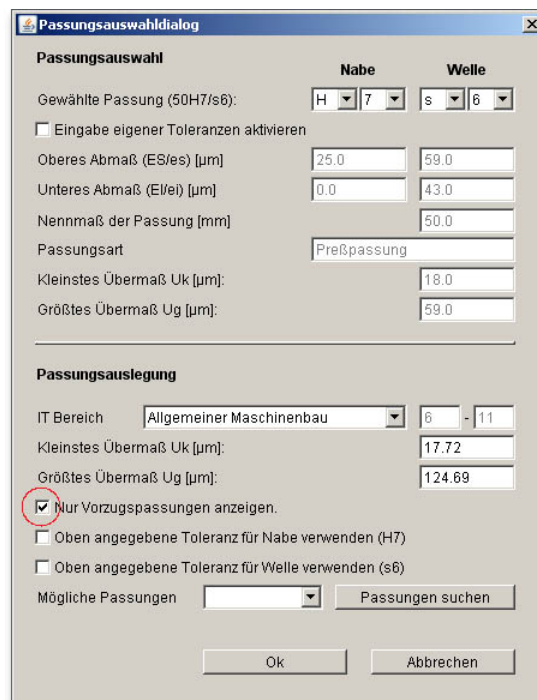 Passungsauswahldialog
Passungsauswahl
Nabe Welle
Gewählte Passung (50H7/s6): H 7 s 6
Eingabe eigener Toleranzen aktivieren
Oberes Abmaß (ES/es) [µm] 25.0 59.0
Unteres Abmaß (EI/ei) [µm] 0.0 43.0
Nennmaß der Passung [mm] 50.0
Passungsart Preßpassung
Kleinstes Übermaß Uk [µm]: 18.0
Größtes Übermaß Ug [µm]: 59.0
Passungsauslegung
IT Bereich Allgemeiner Maschinenbau 6 - 11
Kleinstes Übermaß Uk [µm]: 17.72
Größtes Übermaß Ug [µm]: 124.69
Nur Vorzugspassungen anzeigen.
Oben angegebene Toleranz für Nabe verwenden (H7)
Oben angegebene Toleranz für Welle verwenden (s6)
Mögliche Passungen Passungen suchen
Ok Abbrechen